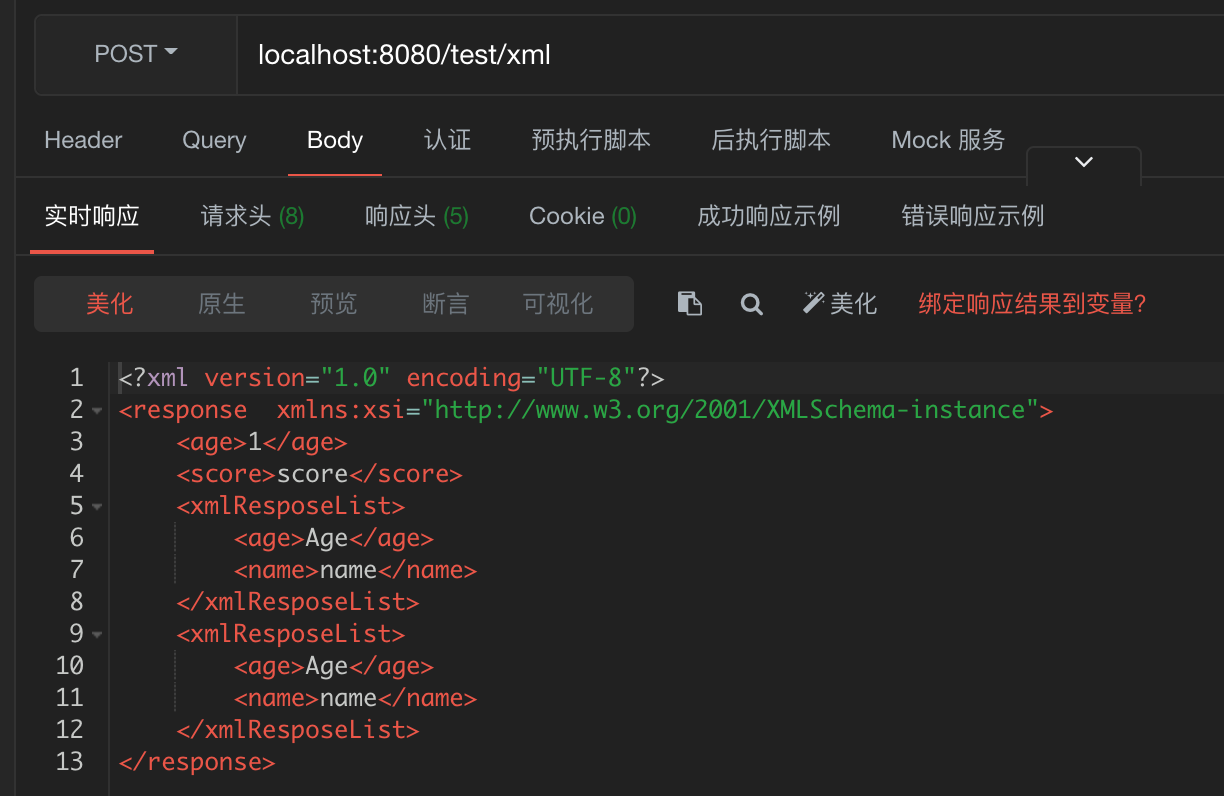 POST localhost:8080/test/xml
Header Query Body 认证 预执行脚本 后执行脚本 Mock 服务
实时响应 请求头 (8) 响应头 (5) Cookie (0) 成功响应示例 错误响应示例
美化 原生 预览 断言 可视化 美化 绑定响应结果到变量?
1 <?xml version="1.0" encoding="UTF-8"?>
2 <response  xmlns:xsi="http://www.w3.org/2001/XMLSchema-instance">
3 <age>1</age>
4 <score>score</score>
5 <xmlResposeList>
6 <age>Age</age>
7 <name>name</name>
8 </xmlResposeList>
9 <xmlResposeList>
10 <age>Age</age>
11 <name>name</name>
12 </xmlResposeList>
13 </response>